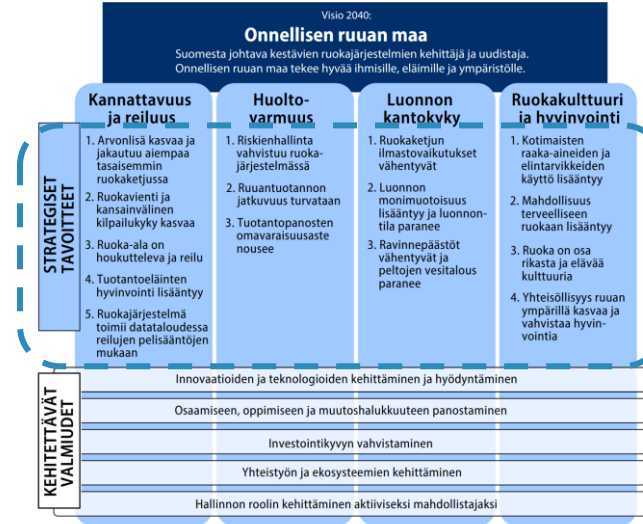 Visio 2040:
Onnellisen ruuan maa
Suomesta johtava kestävien ruokajärjestelmien kehittäjä ja uudistaja.
Onnellisen ruuan maa tekee hyvää ihmisille, eläimille ja ympäristölle.
Kannattavuus
ja reiluus
STRATEGISET
TAVOITTEET
1. Arvonlisä kasvaa ja
jakautuu aiempaa
tasaisemmin
ruokaketjussa
2. Ruokavienti ja
kansainvälinen
kilpailukyky kasvaa
3. Ruoka-ala on
houkutteleva ja reilu
4. Tuotantoeläinten
hyvinvointi lisääntyy
5. Ruokajärjestelmä
toimii datataloudessa
reilujen pelisääntöjen
mukaan
Huolto-
varmuus
1. Riskienhallinta
vahvistuu ruoka-
järjestelmässä
2. Ruuantuotannon
jatkuvuus turvataan
3. Tuotantopanosten
omavaraisuusaste
nousee
Luonnon
kantokyky
1. Ruokaketjun
ilmastovaikutukset
vähentyvät
2. Luonnon
monimuotoisuus
lisääntyy ja luonnon-
tila paranee
3. Ravinnepäästöt
vähentyvät ja
peltojen vesitalous
paranee
Ruokakulttuuri
ja hyvinvointi
1. Kotimaisten
raaka-aineiden ja
elintarvikkeiden
käyttö lisääntyy
2. Mahdollisuus
terveelliseen
ruokaan lisääntyy
3. Ruoka on osa
rikasta ja elävää
kulttuuria
4. Yhteisöllisyys ruuan
ympärillä kasvaa ja
vahvistaa hyvin-
vointia
KEHITETTÄVÄT
VALMIUDET
Innovaatioiden ja teknologioiden kehittäminen ja hyödyntäminen
Osaamiseen, oppimiseen ja muutoshalukkuuteen panostaminen
Investointikyvyn vahvistaminen
Yhteistyön ja ekosysteemien kehittäminen
Hallinnon roolin kehittäminen aktiiviseksi mahdollistajaksi